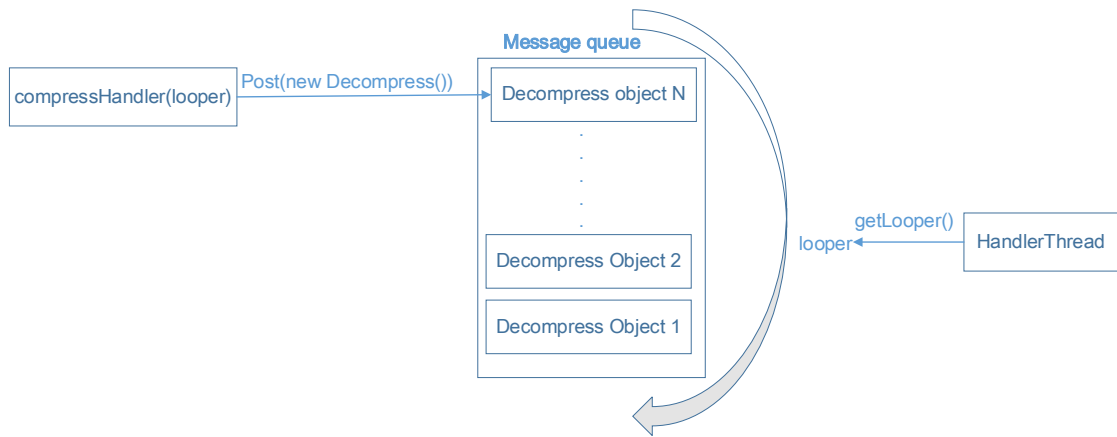 Message queue
compressHandler(looper)
Post(new Decompress())
Decompress object N
Decompress Object 2
Decompress Object 1
looper
getLooper()
HandlerThread